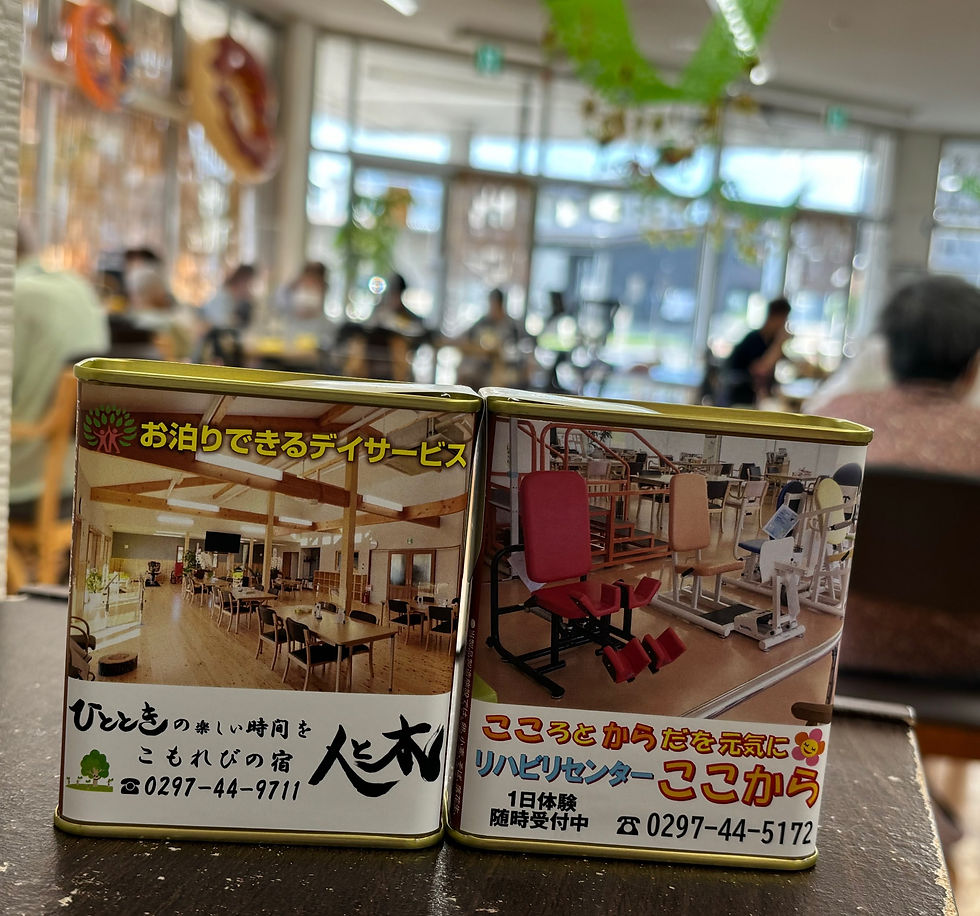 お泊りできるデイサービス
ひとときの楽しい時間を
こもれびの宿
人と木
☎0297-44-9711
こころとからだを元気に
リハビリセンター ここから
1日体験
随時受付中
☎0297-44-5172